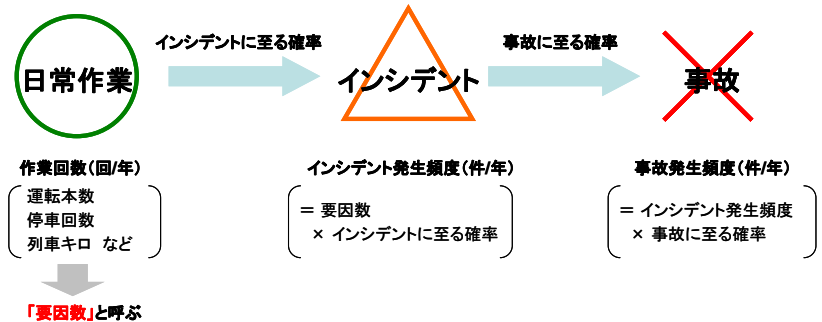 インシデントに至る確率
事故に至る確率
日常作業
インシデント
事故
作業回数（回/年）
運転本数
停車回数
列車キロ など
「要因数」と呼ぶ
インシデント発生頻度（件/年）
＝ 要因数
× インシデントに至る確率
事故発生頻度（件/年）
＝ インシデント発生頻度
× 事故に至る確率